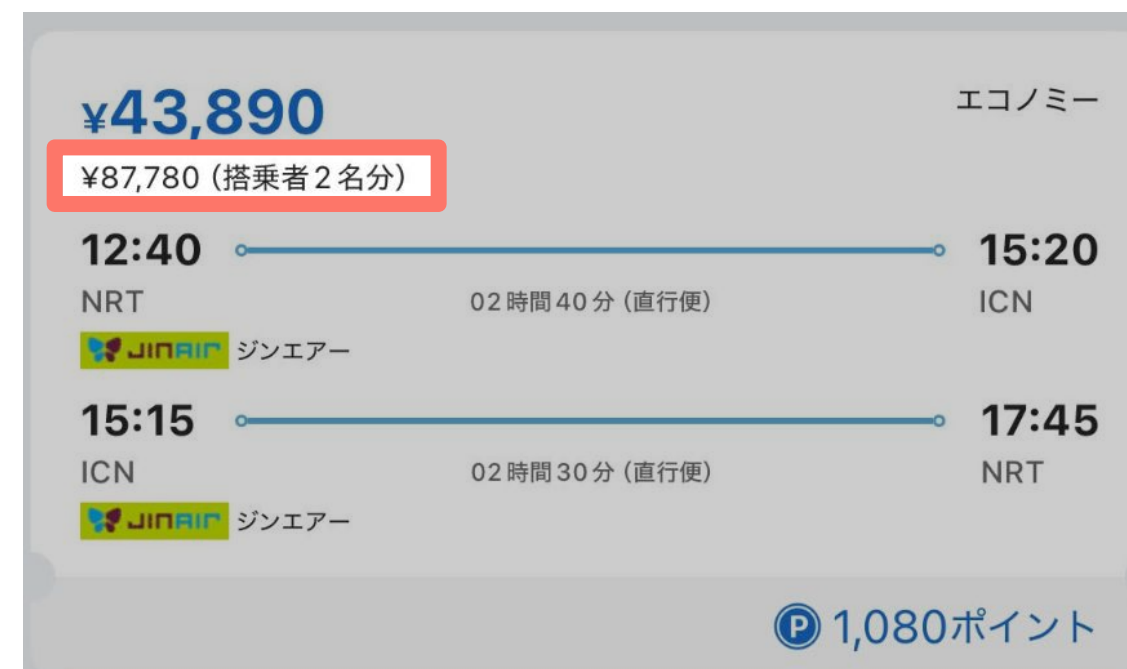 ¥43,890
エコノミー
¥87,780（搭乗者2名分）
12:40
15:20
NRT
02時間40分（直行便）
ICN
JINAIR ジンエアー
15:15
17:45
ICN
02時間30分（直行便）
NRT
JINAIR ジンエアー
P 1,080ポイント